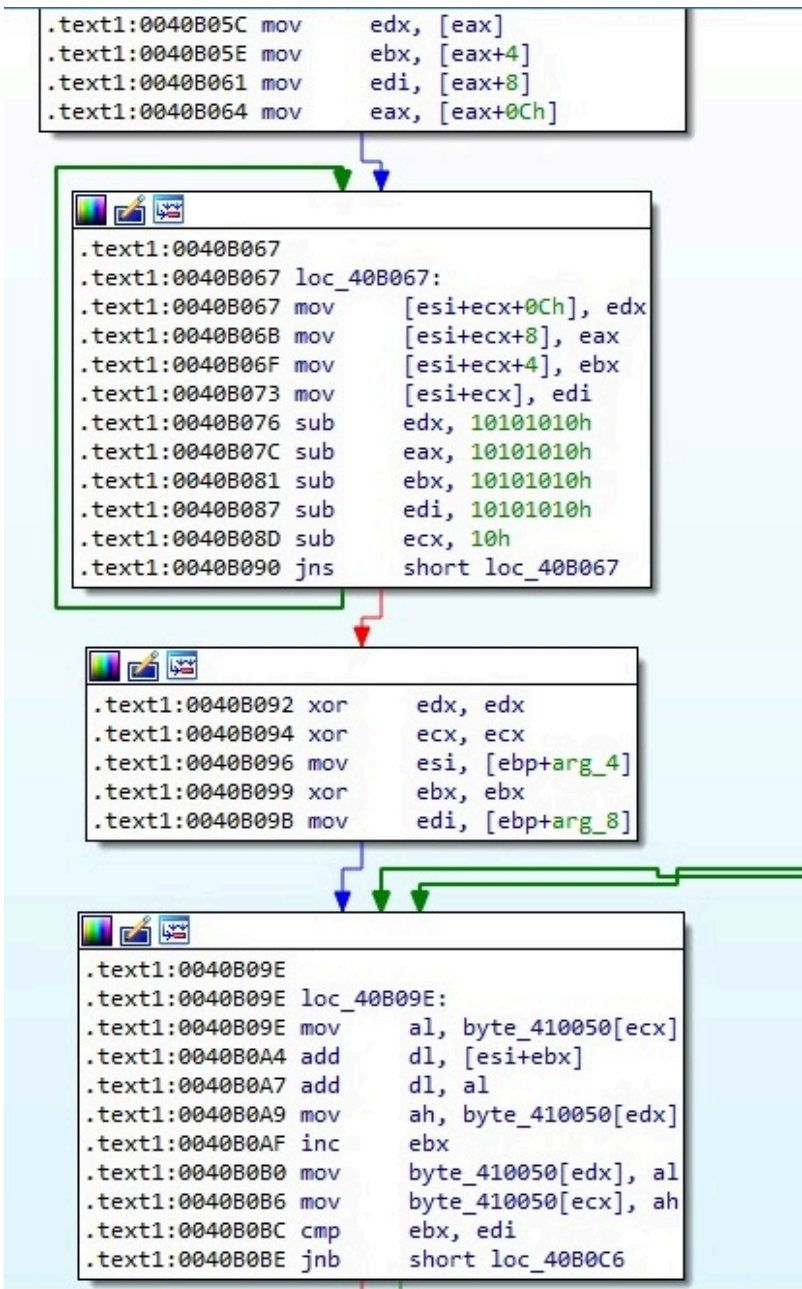 .text1:0040B05C mov edx, [eax]
.text1:0040B05E mov ebx, [eax+4]
.text1:0040B061 mov edi, [eax+8]
.text1:0040B064 mov eax, [eax+0Ch]
.text1:0040B067
.text1:0040B067 loc_40B067:
.text1:0040B067 mov [esi+ecx+0Ch], edx
.text1:0040B06B mov [esi+ecx+8], eax
.text1:0040B06F mov [esi+ecx+4], ebx
.text1:0040B073 mov [esi+ecx], edi
.text1:0040B076 sub edx, 10101010h
.text1:0040B07C sub eax, 10101010h
.text1:0040B081 sub ebx, 10101010h
.text1:0040B087 sub edi, 10101010h
.text1:0040B08D sub ecx, 10h
.text1:0040B090 jns short loc_40B067
.text1:0040B092 xor edx, edx
.text1:0040B094 xor ecx, ecx
.text1:0040B096 mov esi, [ebp+arg_4]
.text1:0040B099 xor ebx, ebx
.text1:0040B09B mov edi, [ebp+arg_8]
.text1:0040B09E
.text1:0040B09E loc_40B09E:
.text1:0040B09E mov al, byte_410050[ecx]
.text1:0040B0A4 add dl, [esi+ebx]
.text1:0040B0A7 add dl, al
.text1:0040B0A9 mov ah, byte_410050[edx]
.text1:0040B0AF inc ebx
.text1:0040B0B0 mov byte_410050[edx], al
.text1:0040B0B6 mov byte_410050[ecx], ah
.text1:0040B0BC cmp ebx, edi
.text1:0040B0BE jnb short loc_40B0C6